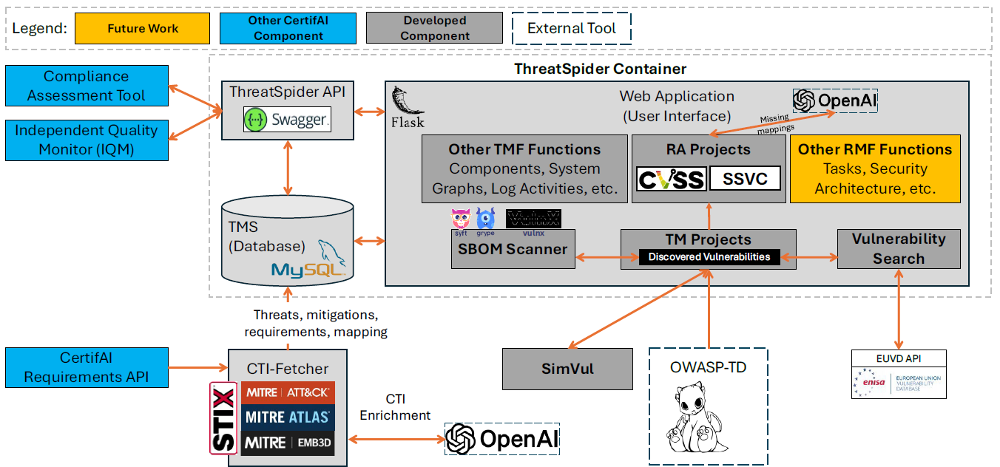 Legend:
Future Work
Other CertifAI
Component
Developed
Component
External Tool
ThreatSpider Container
Compliance
Assessment Tool
Independent Quality
Monitor (IQM)
ThreatSpider API
Swagger
Flask
Web Application
(User Interface)
OpenAI
Missing
mappings
Other TMF Functions
Components, System
Graphs, Log Activities, etc.
RA Projects
CVSS
SSVC
Other RMF Functions
Tasks, Security
Architecture, etc.
TMS
(Database)
MySQL
syft
grype
vulnx
vulnx
SBOM Scanner
TM Projects
Discovered Vulnerabilities
Vulnerability
Search
Threats, mitigations,
requirements, mapping
CertifAI
Requirements API
CTI-Fetcher
STIX
MITRE | ATT&CK
MITRE ATLAS
MITRE | EMB3D
CTI
Enrichment
OpenAI
SimVul
OWASP-TD
EUVD API
enisa
EUROPEAN UNION
VULNERABILITY
DATABASE